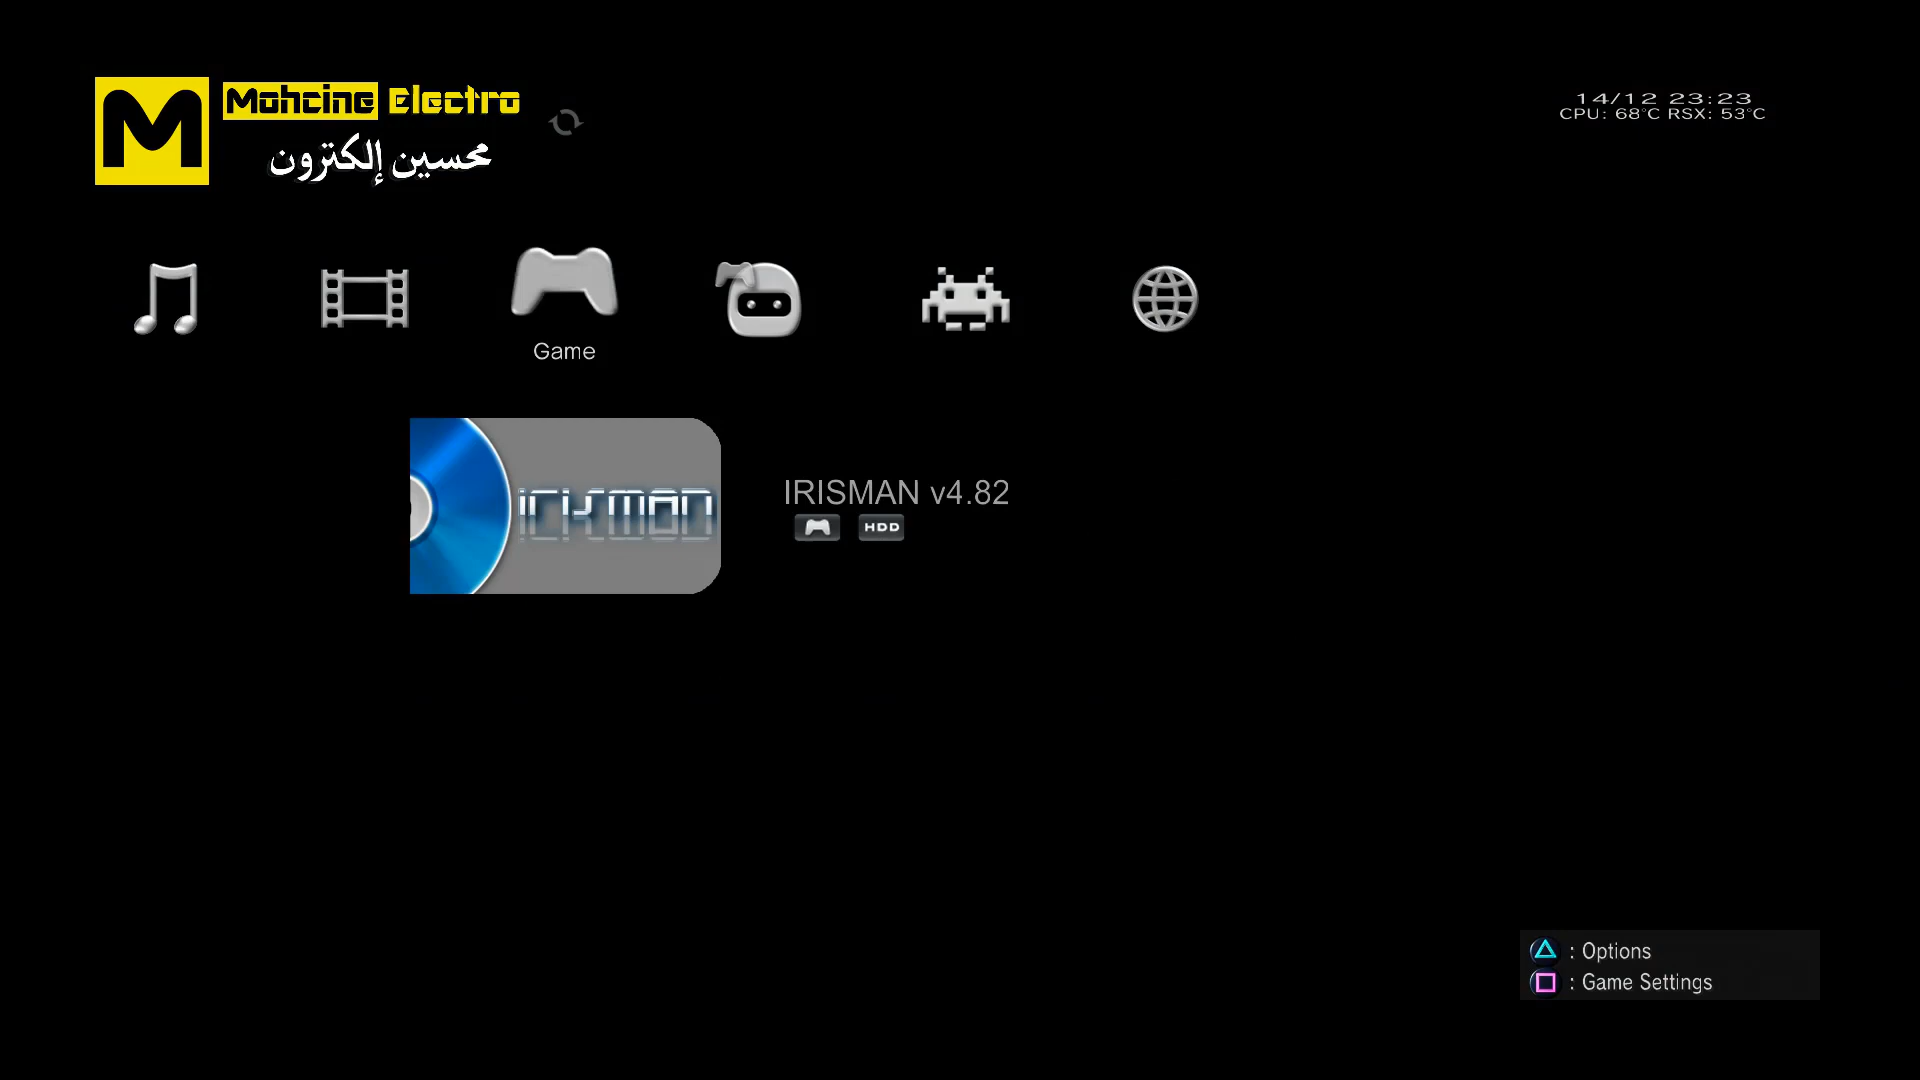 M Mohcine Electro
محسين إلكترون
14/12 23:23
CPU: 68°C RSX: 53°C
Game
irisman
IRISMAN v4.82
HDD
: Options
: Game Settings